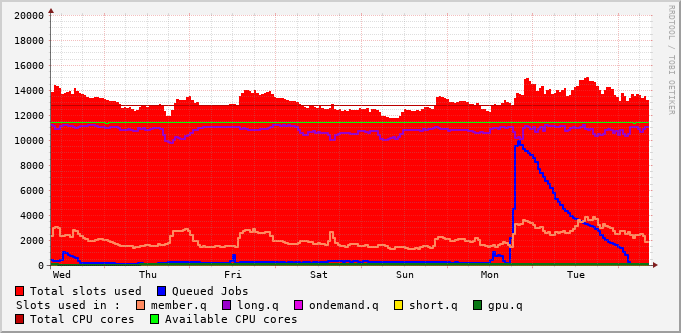 20000
18000
16000
14000
12000
10000
8000
6000
4000
2000
0
Wed Thu Fri Sat Sun Mon Tue
RRDTOOL / TOBI OETIKER
Total slots used Queued Jobs
Slots used in : member.q long.q ondemand.q short.q gpu.q
Total CPU cores Available CPU cores